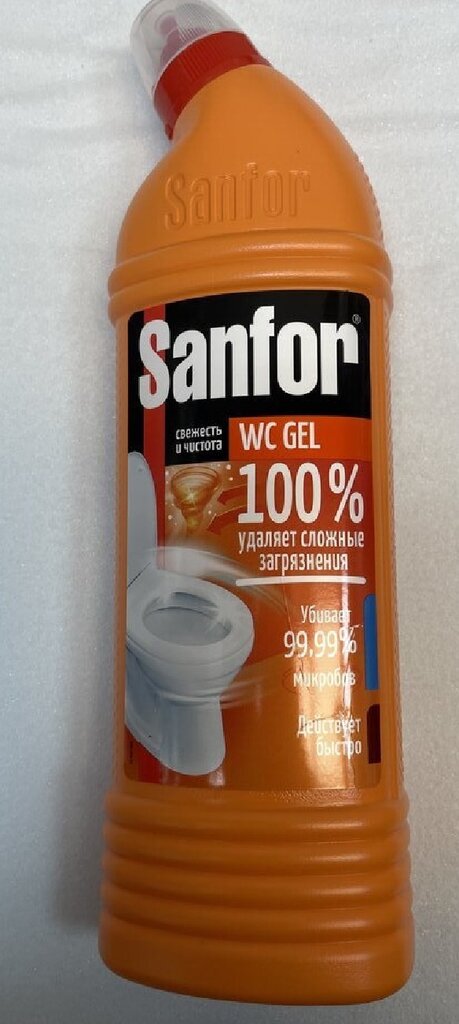 Sanfor
Sanfor®
свежесть
и чистота
WC GEL
100%
удаляет сложные
загрязнения
Убивает
99,99%
микробов
Действует
быстро